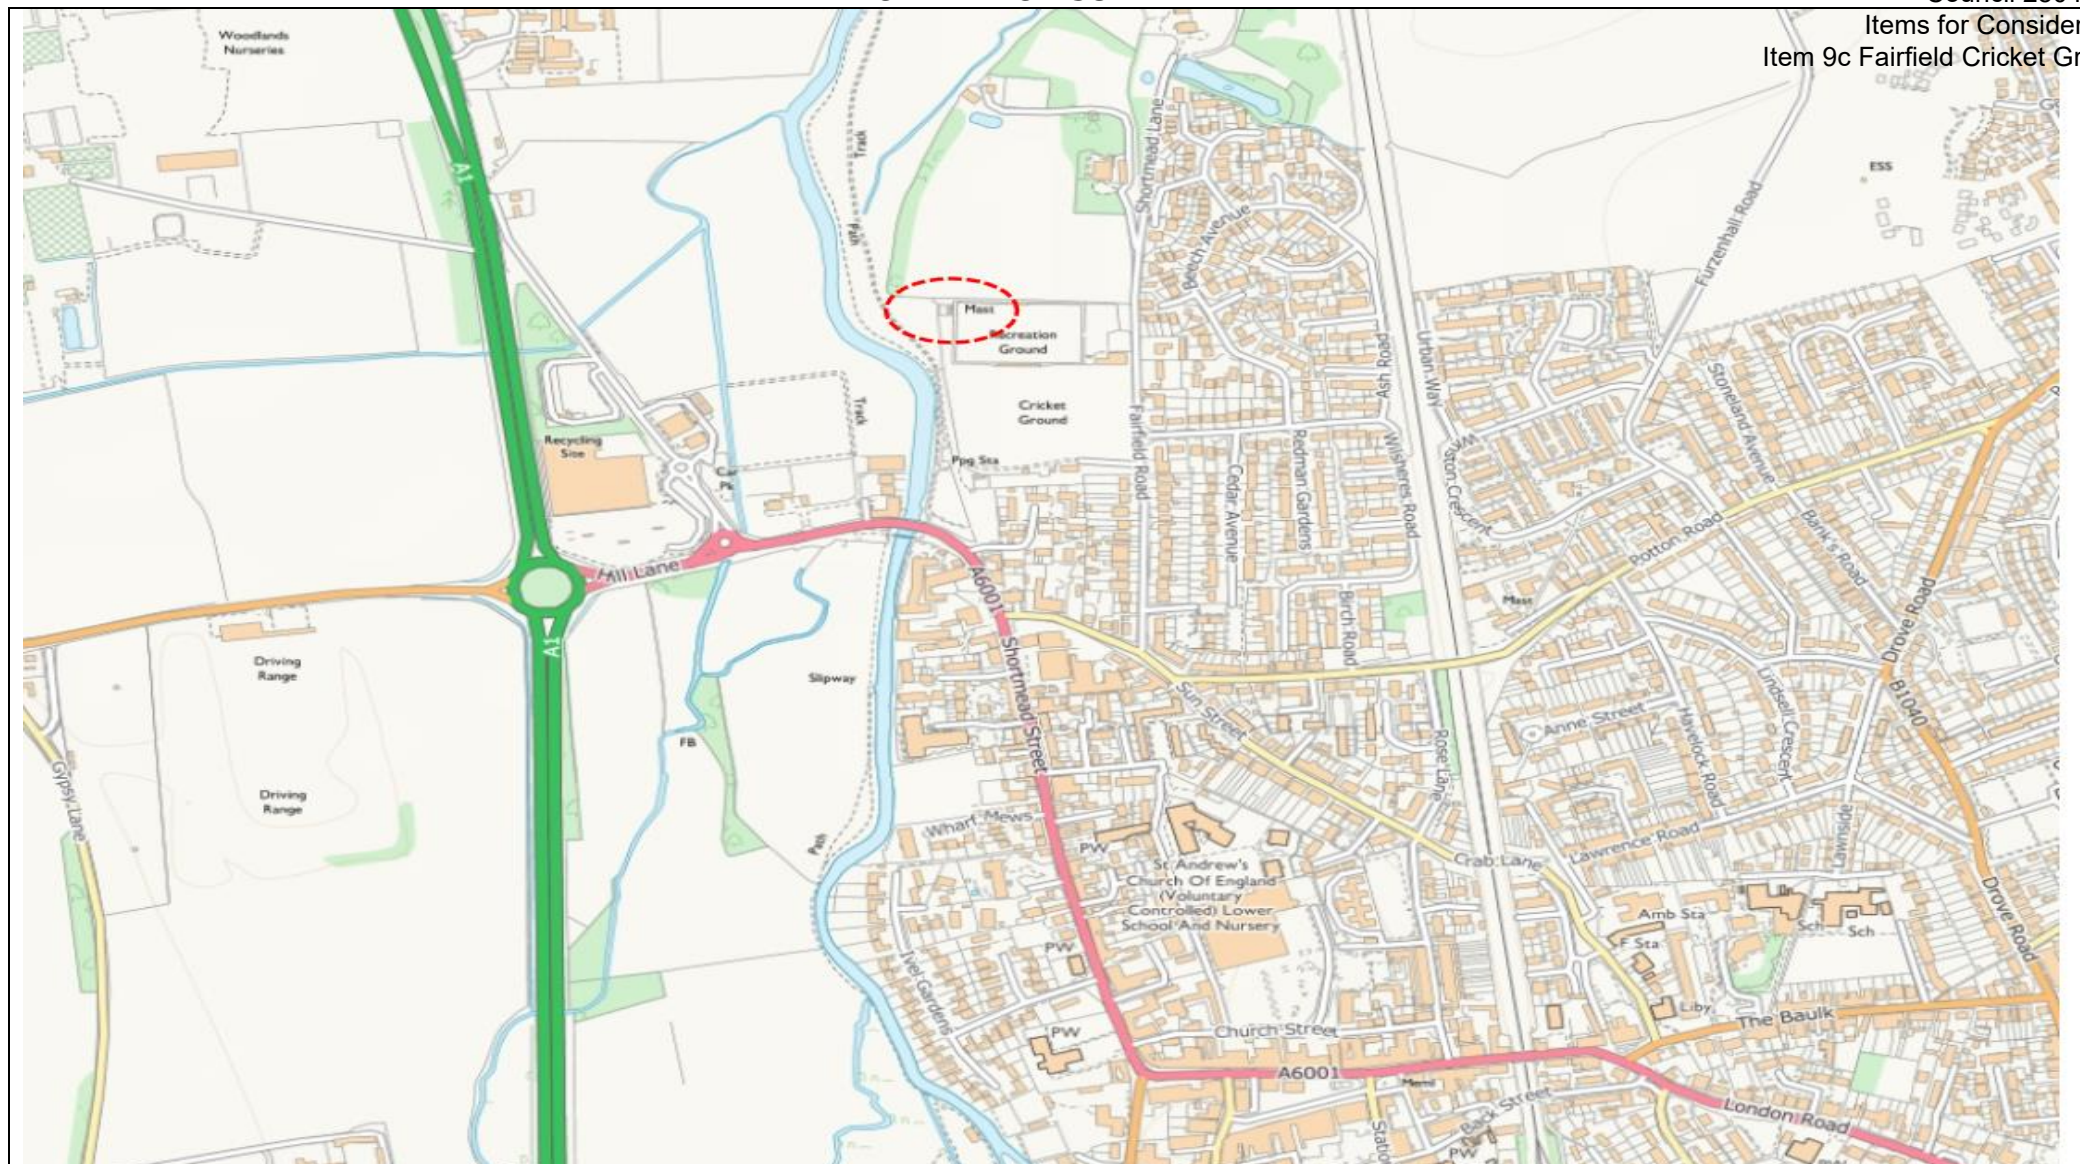 Items for Consider
Item 9c Fairfield Cricket Gr
Woodlands
Nurseries
A1
Track
Path
Shortmead Lane
Beech Avenue
Furzenhall Road
ESS
Mast
Recreation
Ground
Cricket
Ground
Track
Ash Road
Urban Way
Stoneland Avenue
Recycling
Site
Car
Pk
Ppg Sta
Fairfield Road
Cedar Avenue
Redman Gardens
Wilsheres Road
Winston Crescent
Potton Road
Bank's Road
Hill Lane
A6001
Birch Road
Mast
Drove Road
A1
Driving
Range
Slipway
Shortmead Street
Sun Street
Anne Street
Havelock Road
Lindsell Crescent
B1040
FB
Rose Lane
Gypsy Lane
Driving
Range
Path
Wharf Mews
PW
St Andrew's
Church Of England
(Voluntary
Controlled) Lower
School And Nursery
Crab Lane
Lawrence Road
Lawnside
Drove Road
Amb Sta
Sch
Sch
F Sta
PW
Ivel Gardens
Liby
The Baulk
PW
Church Street
A6001
Meml
Back Street
London Road
PW